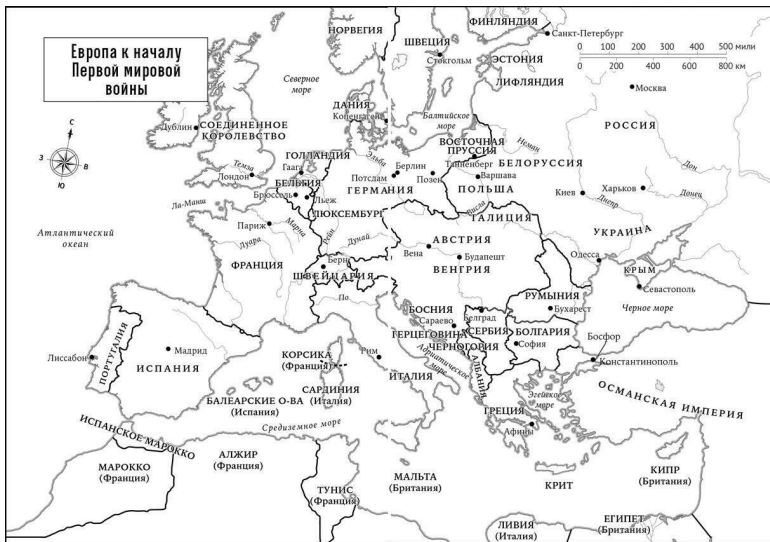 Европа к началу
Первой мировой
войны
НОРВЕГИЯ
ФИНЛЯНДИЯ
Санкт-Петербург
ШВЕЦИЯ
Стокгольм
ЭСТОНИЯ
ЛИФЛЯНДИЯ
0 100 200 300 400 500 мили
0 200 400 600 800 км
Северное
море
Москва
ДАНИЯ
Копенгаген
Балтийское
море
РОССИЯ
С
З
В
Ю
Дублин
СОЕДИНЕННОЕ
КОРОЛЕВСТВО
Неман
ВОСТОЧНАЯ
ПРУССИЯ
Танненберг
БЕЛОРУССИЯ
Дон
Темза
Лондон
ГОЛЛАНДИЯ
Гаага
Эльба
Берлин
Потсдам
Позен
Варшава
ГЕРМАНИЯ
ПОЛЬША
БЕЛЬГИЯ
Брюссель
Льеж
Киев
Харьков
Днепр
Донец
Ла-Манш
ЛЮКСЕМБУРГ
Висла
ГАЛИЦИЯ
Париж
Марна
Рейн
УКРАИНА
Атлантический
океан
Луара
Дунай
АВСТРИЯ
Вена
Будапешт
ВЕНГРИЯ
Одесса
ФРАНЦИЯ
Берн
ШВЕЙЦАРИЯ
КРЫМ
Севастополь
По
РУМЫНИЯ
Бухарест
Черное море
БОСНИЯ
Сараево
Белград
ГЕРЦЕГОВИНА
СЕРБИЯ
БОЛГАРИЯ
София
Босфор
ЧЕРНОГОРИЯ
Лиссабон
ПОРТУГАЛИЯ
Мадрид
ИСПАНИЯ
КОРСИКА
(Франция)
Рим
Адриатическое
море
АЛБАНИЯ
Константинополь
САРДИНИЯ
(Италия)
ИТАЛИЯ
ОСМАНСКАЯ ИМПЕРИЯ
БАЛЕАРСКИЕ О-ВА
(Испания)
Эгейское
море
ГРЕЦИЯ
Афины
ИСПАНСКОЕ МАРОККО
Средиземное море
МАРОККО
(Франция)
АЛЖИР
(Франция)
ТУНИС
(Франция)
МАЛЬТА
(Британия)
КРИТ
КИПР
(Британия)
ЛИВИЯ
(Италия)
ЕГИПЕТ
(Британия)